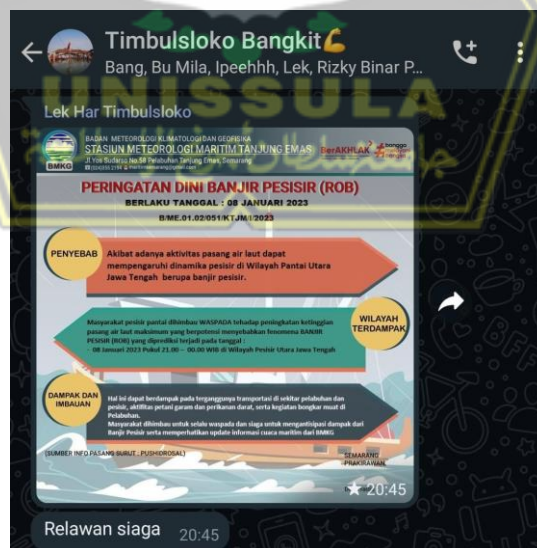 Timbulsloko Bangkit💪
Bang, Bu Mila, Ipeehhh, Lek, Rizky Binar P...
UNISSULA
Lek Har Timbulsloko
BADAN METEOROLOGI KLIMATOLOGI DAN GEOFISIKA
STASIUN METEOROLOGI MARITIM TANJUNG EMAS
Jl.Yos Sudarso No.58 Pelabuhan Tanjung Emas, Semarang
BMKG
BerAKHLAK
bangga
PERINGATAN DINI BANJIR PESISIR (ROB)
BERLAKU TANGGAL : 08 JANUARI 2023
B/ME.01.02/051/KTJM/I/2023
PENYEBAB
Akibat adanya aktivitas pasang air laut dapat
mempengaruhi dinamika pesisir di Wilayah Pantai Utara
Jawa Tengah berupa banjir pesisir.
WILAYAH
TERDAMPAK
Masyarakat pesisir pantai dihimbau WASPADA terhadap peningkatan ketinggian
pasang air laut maksimum yang berpotensi menyebabkan fenomena BANJIR
PESISIR (ROB) yang diprediksi terjadi pada tanggal :
- 08 Januari 2023 Pukul 21.00 - 00.00 WIB di Wilayah Pesisir Utara Jawa Tengah
DAMPAK DAN
IMBAUAN
Hal ini dapat berdampak pada terganggunya transportasi di sekitar pelabuhan dan
pesisir, aktifitas petani garam dan perikanan darat, serta kegiatan bongkar muat di
Pelabuhan.
Masyarakat dihimbau untuk selalu waspada dan siaga untuk mengantisipasi dampak dari
Banjir Pesisir serta memperhatikan update informasi cuaca maritim dari BMKG
(SUMBER INFO PASANG SURUT : PUSHIDROSAL)
SEMARANG
PRAKIRAWAN
20:45
Relawan siaga 20:45